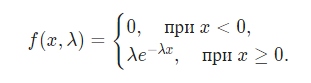 f(x, λ) = { 0, при x < 0,
λe^{−λx}, при x ≥ 0.